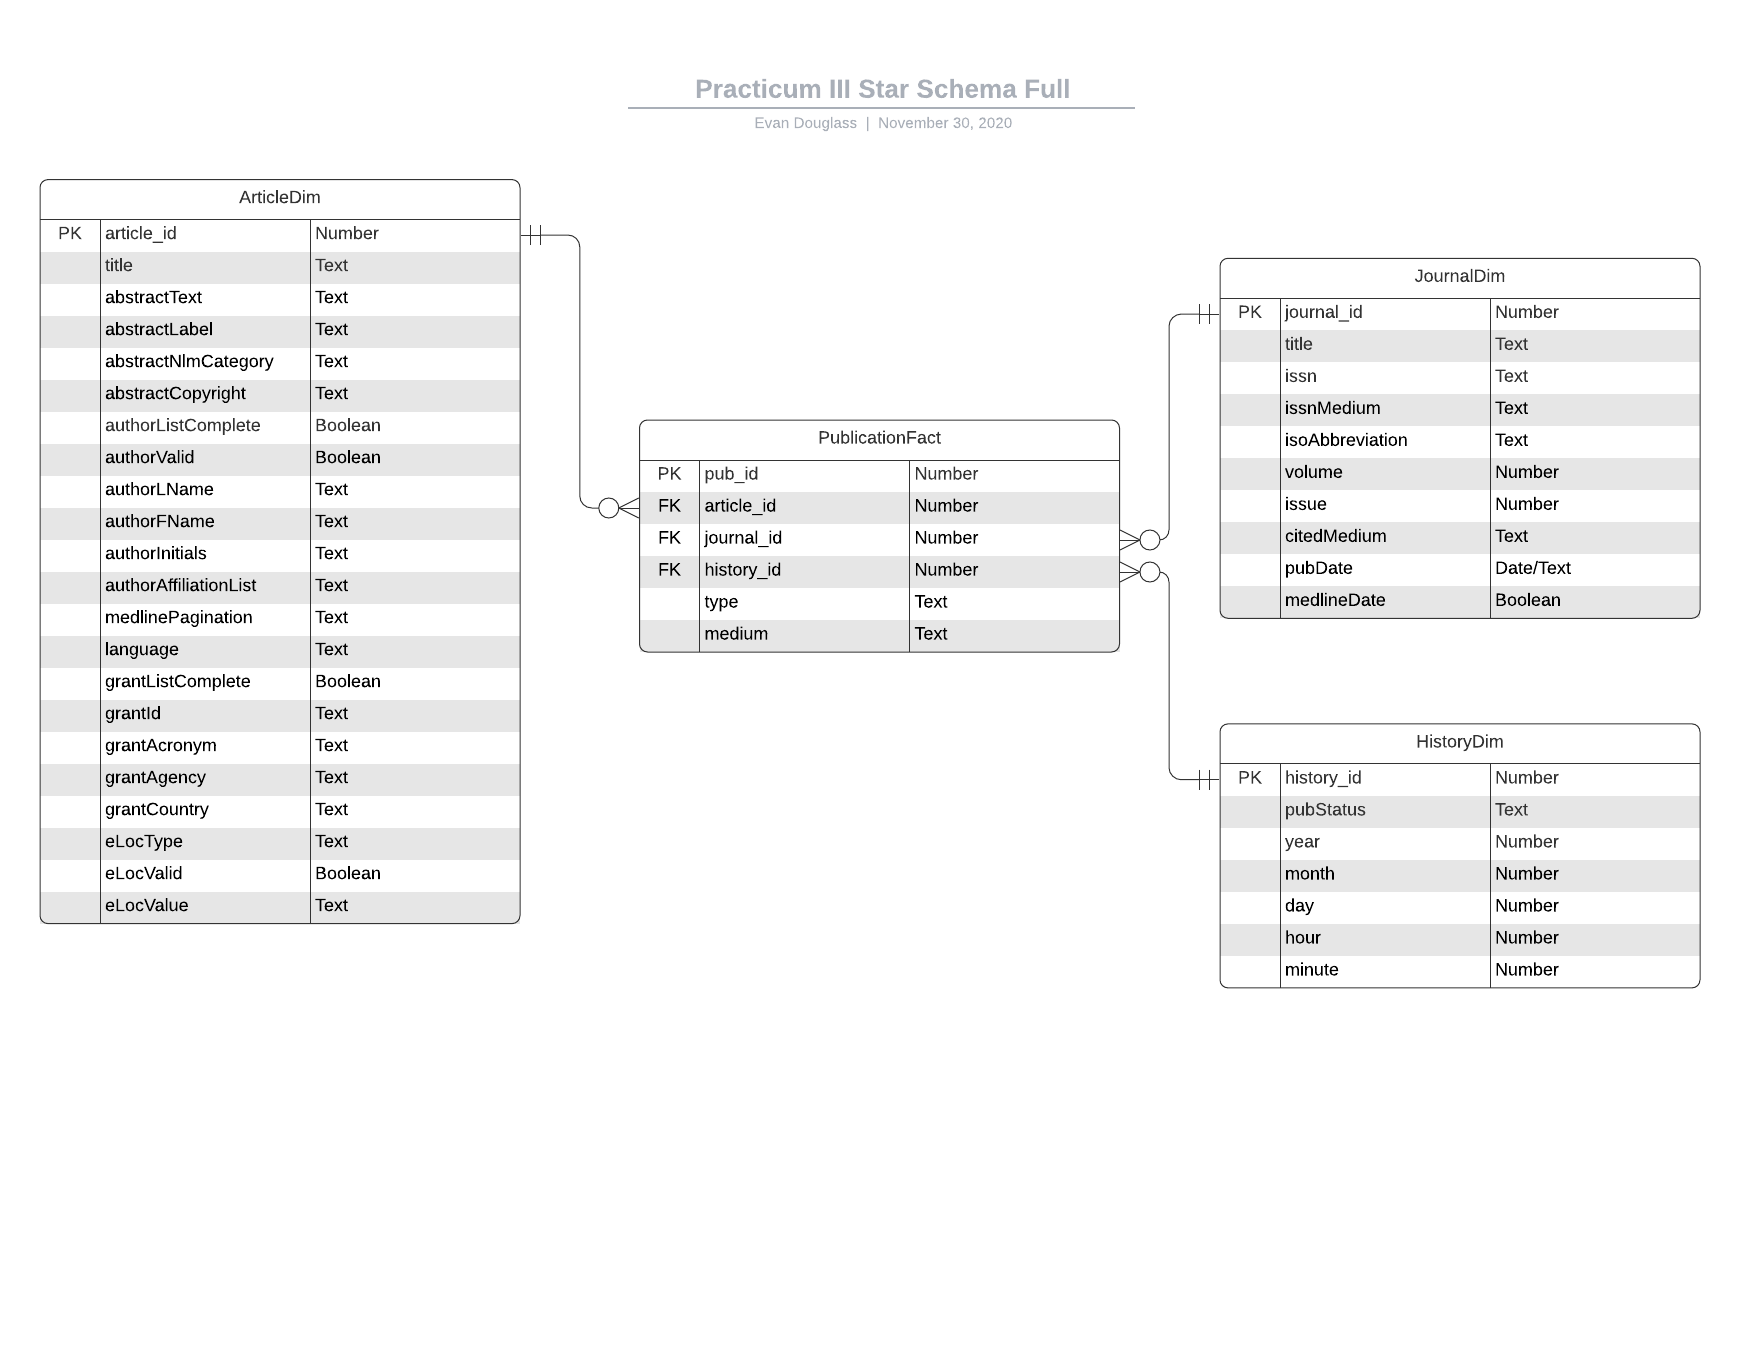 Practicum III Star Schema Full
Evan Douglass | November 30, 2020
ArticleDim
PK article_id Number
title Text
abstractText Text
abstractLabel Text
abstractNlmCategory Text
abstractCopyright Text
authorListComplete Boolean
authorValid Boolean
authorLName Text
authorFName Text
authorInitials Text
authorAffiliationList Text
medlinePagination Text
language Text
grantListComplete Boolean
grantId Text
grantAcronym Text
grantAgency Text
grantCountry Text
eLocType Text
eLocValid Boolean
eLocValue Text
PublicationFact
PK pub_id Number
FK article_id Number
FK journal_id Number
FK history_id Number
type Text
medium Text
JournalDim
PK journal_id Number
title Text
issn Text
issnMedium Text
isoAbbreviation Text
volume Number
issue Number
citedMedium Text
pubDate Date/Text
medlineDate Boolean
HistoryDim
PK history_id Number
pubStatus Text
year Number
month Number
day Number
hour Number
minute Number